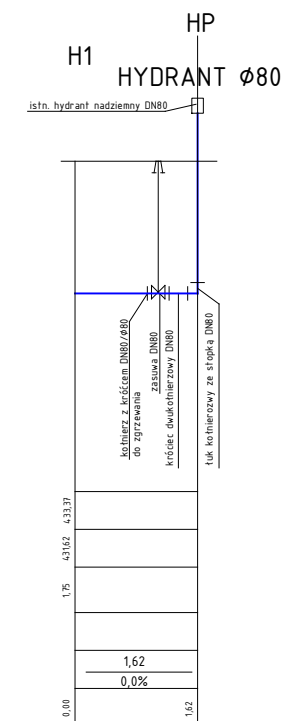 HP
H1
HYDRANT Ø80
istn. hydrant nadziemny DN80
kołnierz z króćcem DN80/Ø80
do zgrzewania
zasuwa DN80
króciec dwukołnierzowy DN80
łuk kołnierozwy ze stopką DN80
433,37
431,62
1,75
1,62
0,0%
0,00
1,62